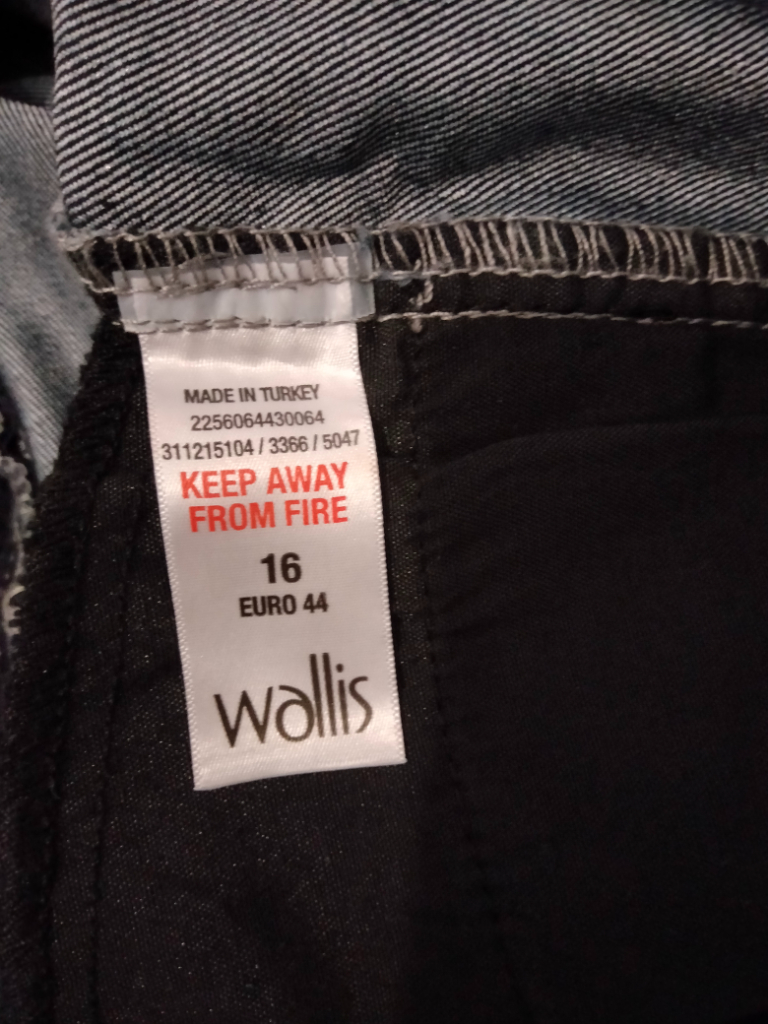 MADE IN TURKEY
2256064430064
311215104 / 3366 / 5047
KEEP AWAY
FROM FIRE
16
EURO 44
wallis